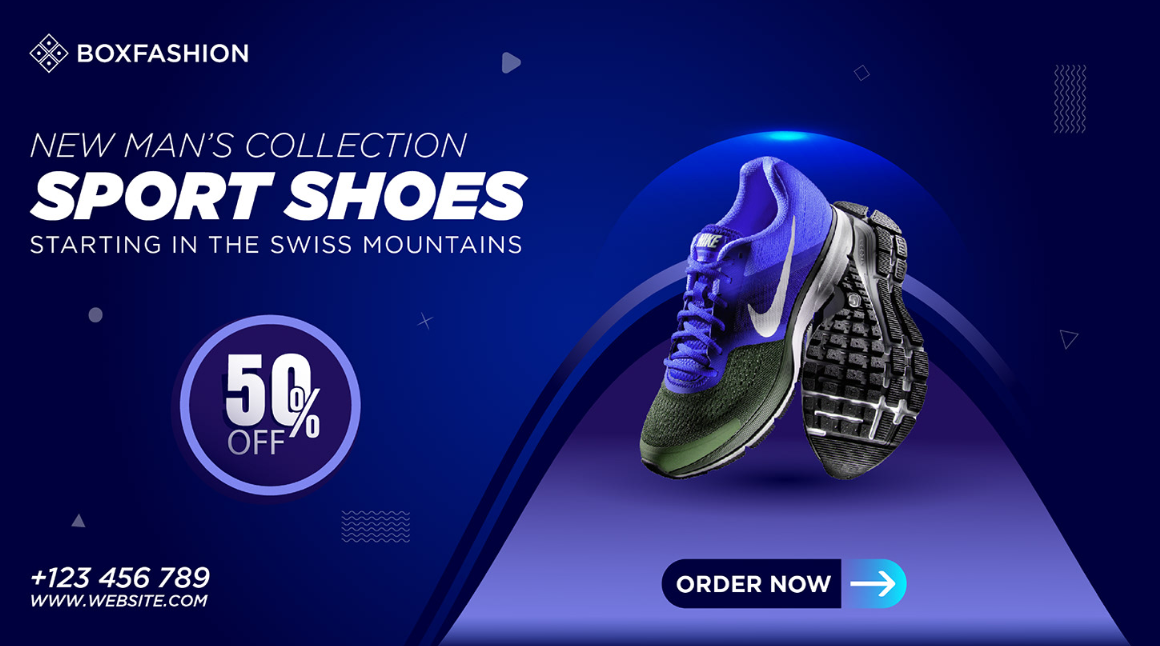 BOXFASHION
NEW MAN'S COLLECTION
SPORT SHOES
STARTING IN THE SWISS MOUNTAINS
NIKE
50%
OFF
+123 456 789
WWW.WEBSITE.COM
ORDER NOW